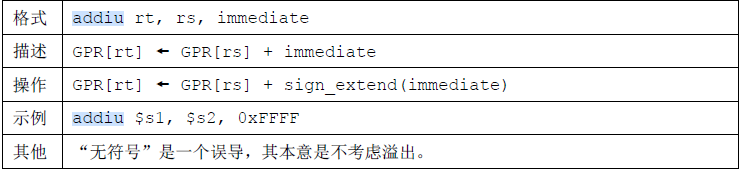 格式 addiu rt, rs, immediate
描述 GPR[rt] ← GPR[rs] + immediate
操作 GPR[rt] ← GPR[rs] + sign_extend(immediate)
示例 addiu $s1, $s2, 0xFFFF
其他 “无符号”是一个误导，其本意是不考虑溢出。